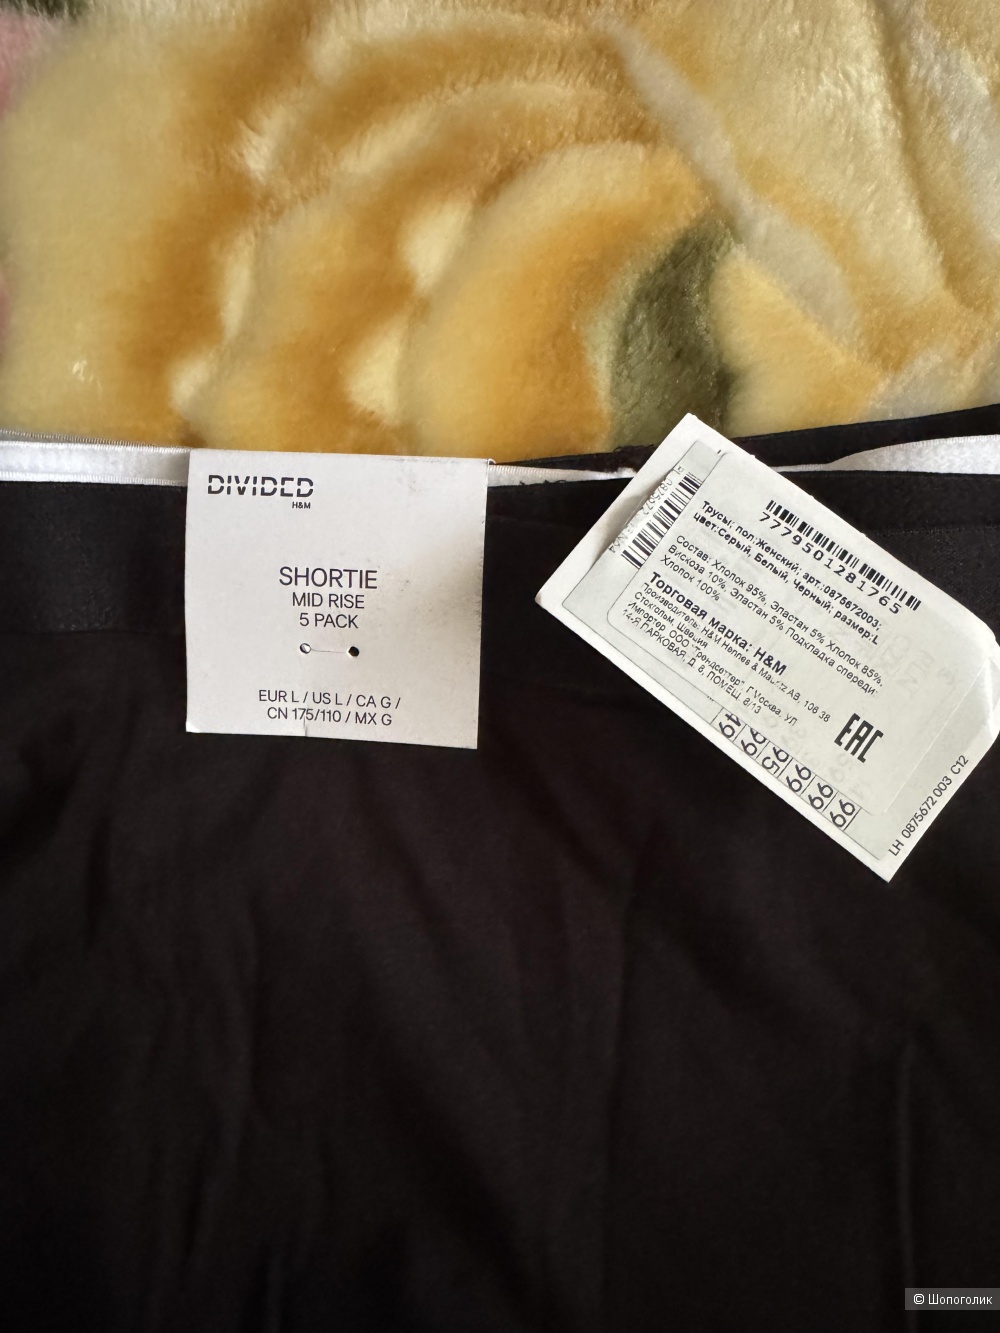 DIVIDED
H&M
SHORTIE
MID RISE
5 PACK
EUR L / US L / CA G /
CN 175/110 / MX G
7779501281765
Трусы; пол:Женский; арт.:0875672003;
цвет:Серый, Белый, Черный; размер:L
Состав: Хлопок 95%, Эластан 5% Хлопок 85%,
Вискоза 10%, Эластан 5% Подкладка спереди:
Хлопок 100%
Торговая марка: H&M
Производитель: H&M Hennes & Mauritz AB, 106 38
Стокгольм, Швеция
Импортер: ООО "Трендсеттер", Г.Москва, УЛ
14-Я ПАРКОВАЯ, Д. 8, ПОМЕЩ. 8/13
EAC
LH 0875672 003 C12
© Шопоголик